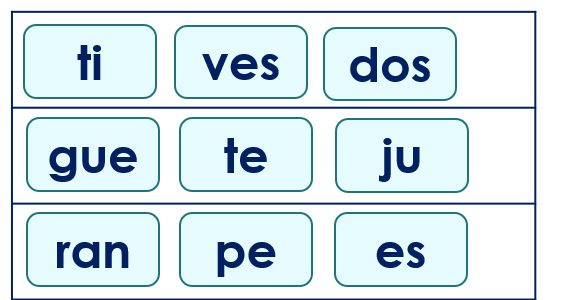 ti ves dos
gue te ju
ran pe es